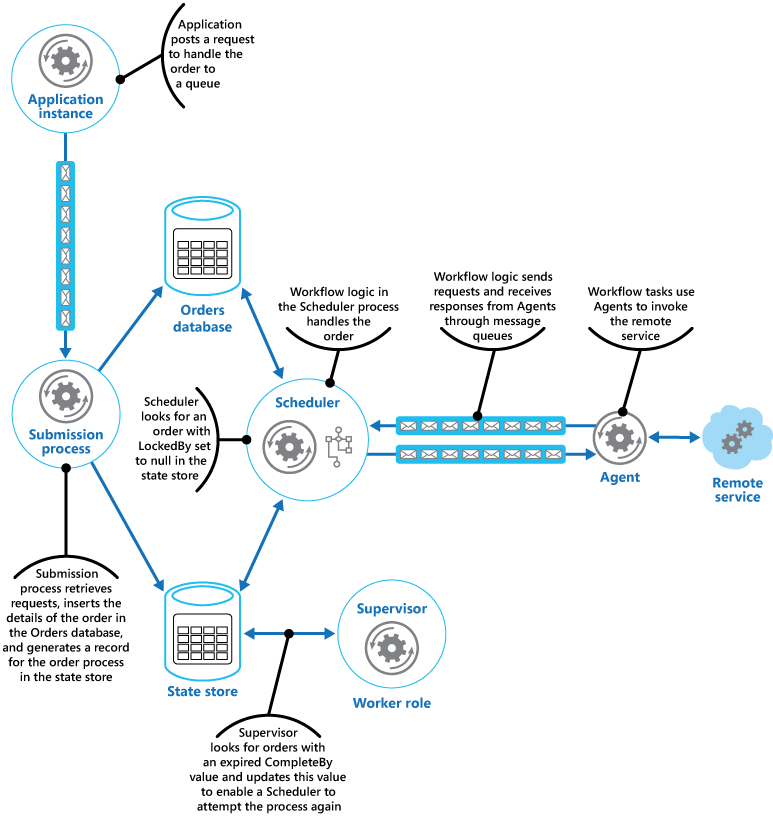 Application
posts a request
to handle the
order to
a queue
Application
instance
Orders
database
Workflow logic in
the Scheduler process
handles the
order
Workflow logic sends
requests and receives
responses from Agents
through message
queues
Workflow tasks use
Agents to invoke
the remote
service
Submission
process
Scheduler
looks for an
order with
LockedBy set
to null in the
state store
Scheduler
Agent
Remote
service
Submission
process retrieves
requests, inserts the
details of the order in
the Orders database,
and generates a record
for the order process
in the state store
State store
Supervisor
Worker role
Supervisor
looks for orders with
an expired CompleteBy
value and updates this value
to enable a Scheduler to
attempt the process again